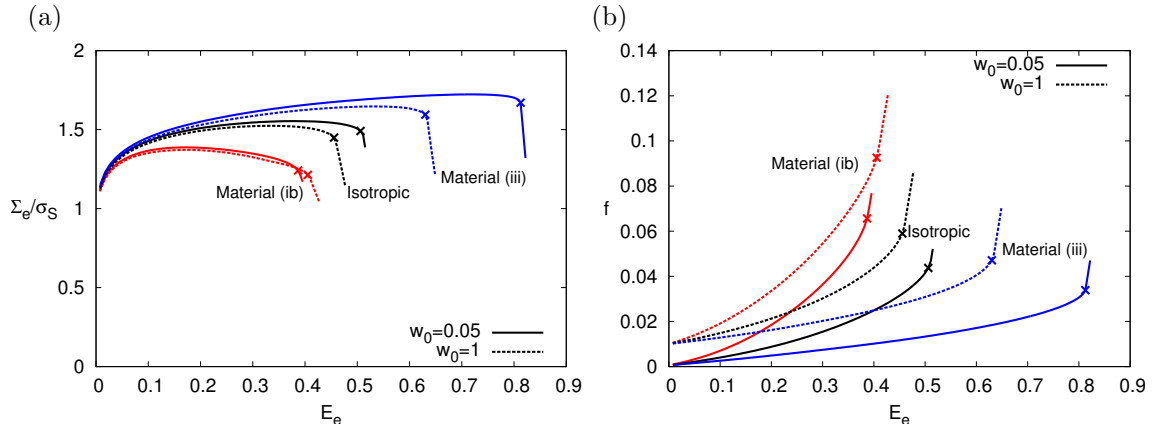 (a)
2
1.5
Σe/σS
1
0.5
0
0 0.1 0.2 0.3 0.4 0.5 0.6 0.7 0.8 0.9
Ee
Material (ib)
Isotropic
Material (iii)
w0=0.05
w0=1
(b)
0.14
0.12
0.1
0.08
f
0.06
0.04
0.02
0
0 0.1 0.2 0.3 0.4 0.5 0.6 0.7 0.8 0.9
Ee
w0=0.05
w0=1
Material (ib)
Isotropic
Material (iii)